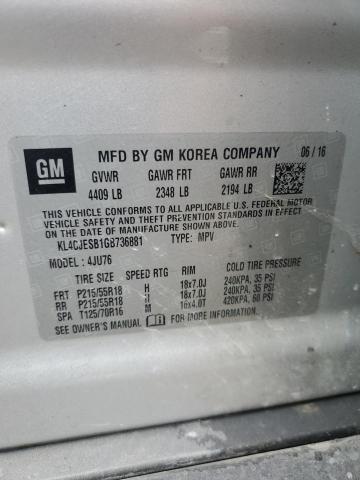 GM
MFD BY GM KOREA COMPANY 06/16
GVWR GAWR FRT GAWR RR
4409 LB 2348 LB 2194 LB
THIS VEHICLE CONFORMS TO ALL APPLICABLE U.S. FEDERAL MOTOR
VEHICLE SAFETY, BUMPER, AND THEFT PREVENTION STANDARDS IN EFFECT ON THE DATE OF MANUFACTURE SHOWN ABOVE.
KL4CJESB1GB736881 TYPE: MPV
MODEL: 4JU76
TIRE SIZE SPEED RTG RIM COLD TIRE PRESSURE
FRT P215/55R18 H 18x7.0J 240KPA, 35 PSI
RR P215/55R18 H 18x7.0J 240KPA, 35 PSI
SPA T125/70R16 M 16x4.0T 420KPA, 60 PSI
SEE OWNER'S MANUAL FOR MORE INFORMATION.